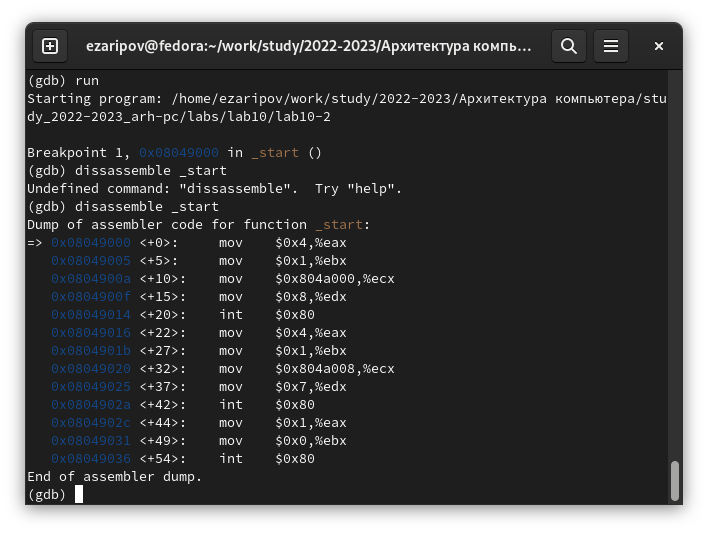 ezaripov@fedora:~/work/study/2022-2023/Архитектура компь...
(gdb) run
Starting program: /home/ezaripov/work/study/2022-2023/Архитектура компьютера/stu
dy_2022-2023_arh-pc/labs/lab10/lab10-2
Breakpoint 1, 0x08049000 in _start ()
(gdb) dissassemble _start
Undefined command: "dissassemble".  Try "help".
(gdb) disassemble _start
Dump of assembler code for function _start:
=> 0x08049000 <+0>:     mov    $0x4,%eax
   0x08049005 <+5>:     mov    $0x1,%ebx
   0x0804900a <+10>:    mov    $0x804a000,%ecx
   0x0804900f <+15>:    mov    $0x8,%edx
   0x08049014 <+20>:    int    $0x80
   0x08049016 <+22>:    mov    $0x4,%eax
   0x0804901b <+27>:    mov    $0x1,%ebx
   0x08049020 <+32>:    mov    $0x804a008,%ecx
   0x08049025 <+37>:    mov    $0x7,%edx
   0x0804902a <+42>:    int    $0x80
   0x0804902c <+44>:    mov    $0x1,%eax
   0x08049031 <+49>:    mov    $0x0,%ebx
   0x08049036 <+54>:    int    $0x80
End of assembler dump.
(gdb)